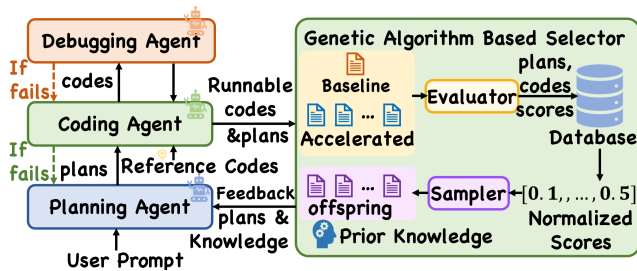 Debugging Agent
If
fails
codes
Coding Agent
If
fails
plans
Reference Codes
Planning Agent
User Prompt
Runnable
codes
&plans
Feedback
plans &
Knowledge
Genetic Algorithm Based Selector
Baseline
...
Accelerated
Evaluator
plans,
codes
scores
Database
[0.1, , ..., 0.5]
Normalized
Scores
Sampler
...
offspring
Prior Knowledge